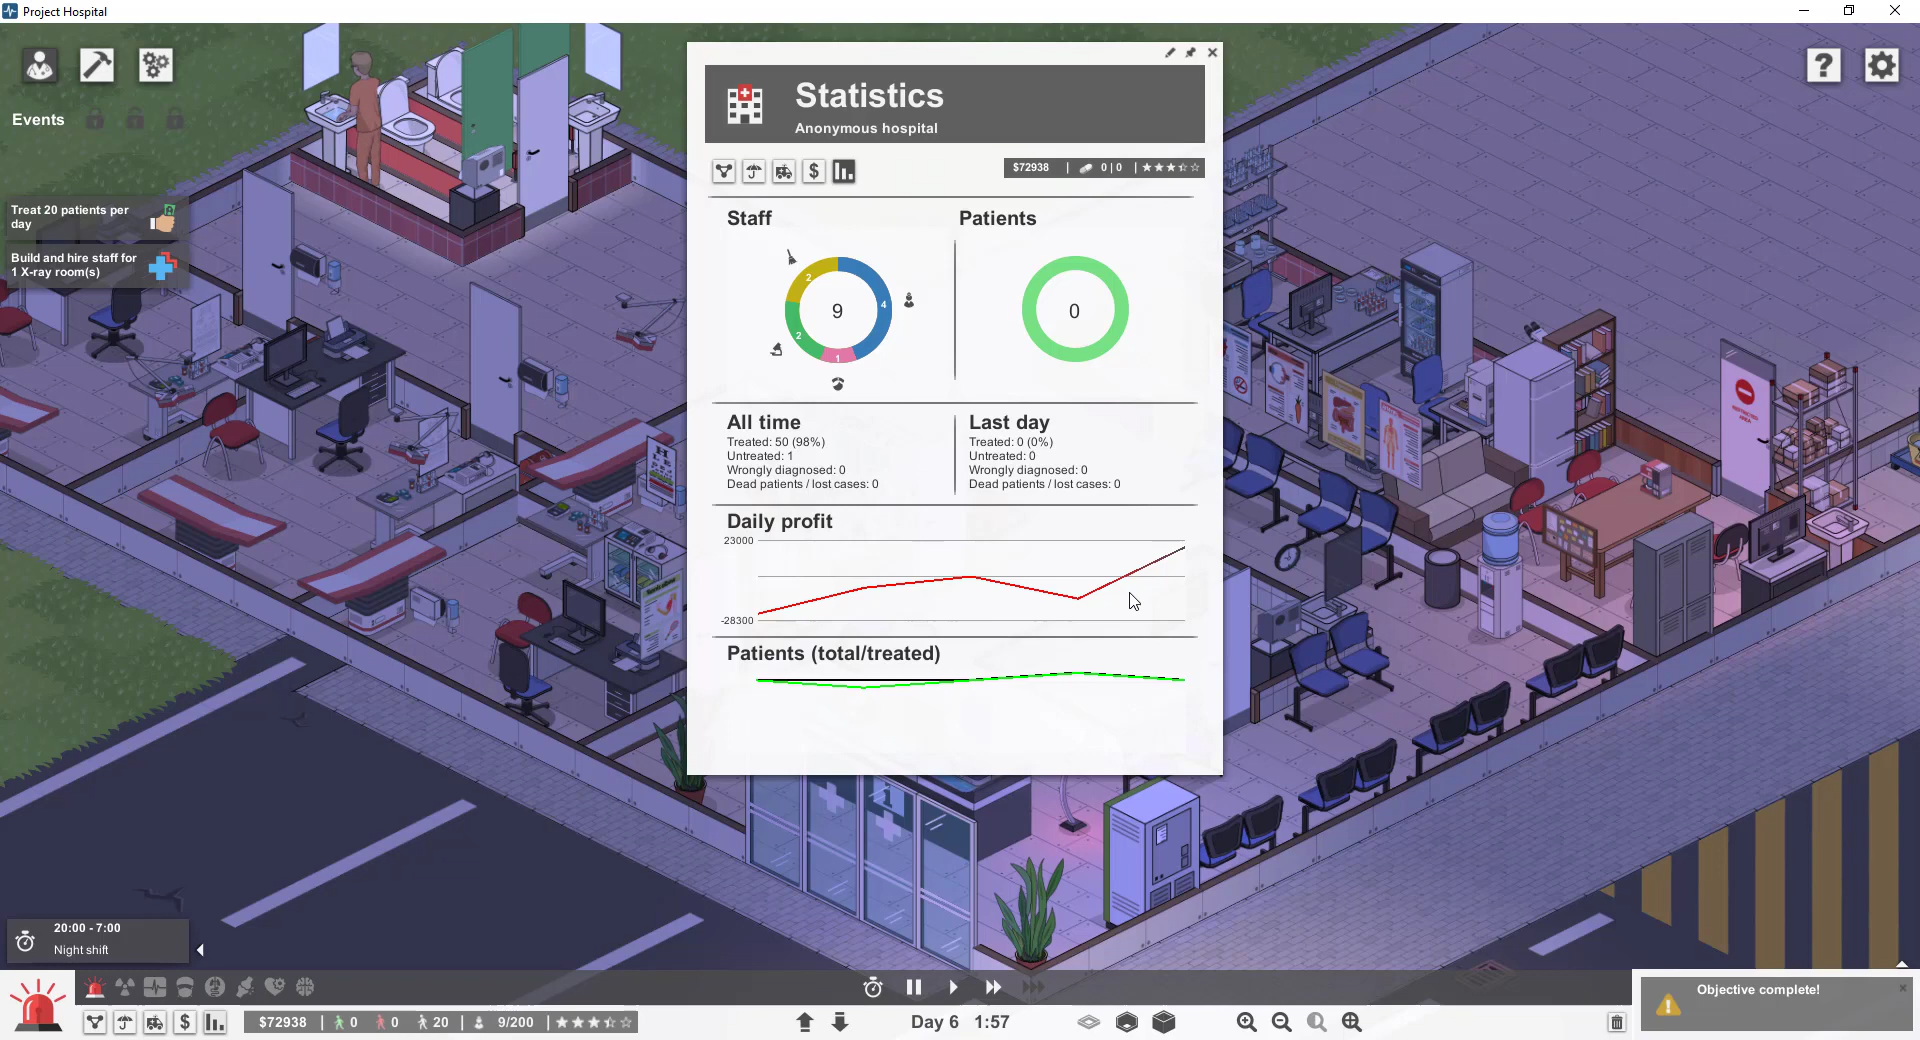 Project Hospital
Events
Treat 20 patients per
day
Build and hire staff for
1 X-ray room(s)
Statistics
Anonymous hospital
$72938 | 0|0 |
Staff
Patients
2
4
9
2
1
0
All time
Treated: 50 (98%)
Untreated: 1
Wrongly diagnosed: 0
Dead patients / lost cases: 0
Last day
Treated: 0 (0%)
Untreated: 0
Wrongly diagnosed: 0
Dead patients / lost cases: 0
Daily profit
23000
-28300
Patients (total/treated)
20:00 - 7:00
Night shift
$72938 | 0 0 20 | 9/200 |
Day 6 1:57
Objective complete!